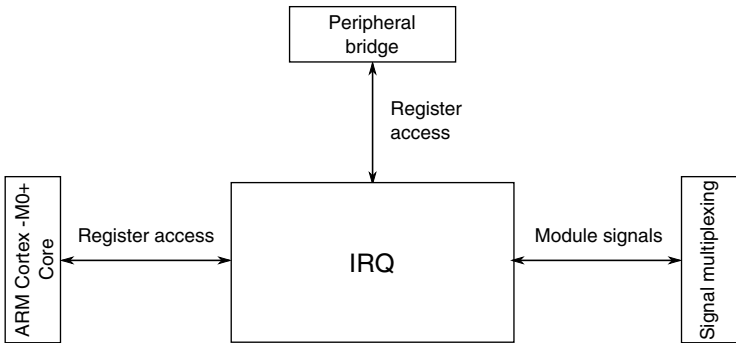 Peripheral
bridge
Register
access
ARM Cortex -M0+
Core
Register access
IRQ
Module signals
Signal multiplexing